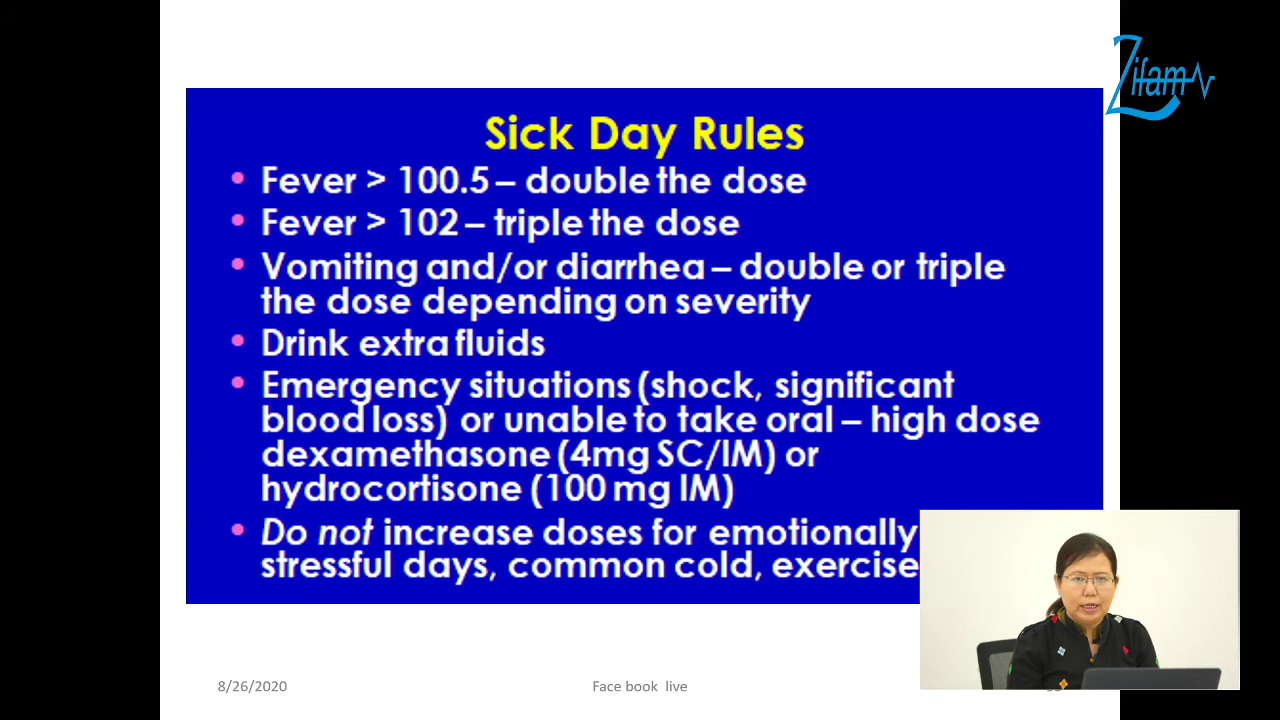 Zifam
Sick Day Rules
• Fever > 100.5 – double the dose
• Fever > 102 – triple the dose
• Vomiting and/or diarrhea – double or triple
the dose depending on severity
• Drink extra fluids
• Emergency situations (shock, significant
blood loss) or unable to take oral – high dose
dexamethasone (4mg SC/IM) or
hydrocortisone (100 mg IM)
• Do not increase doses for emotionally
stressful days, common cold, exercise
8/26/2020
Face book live